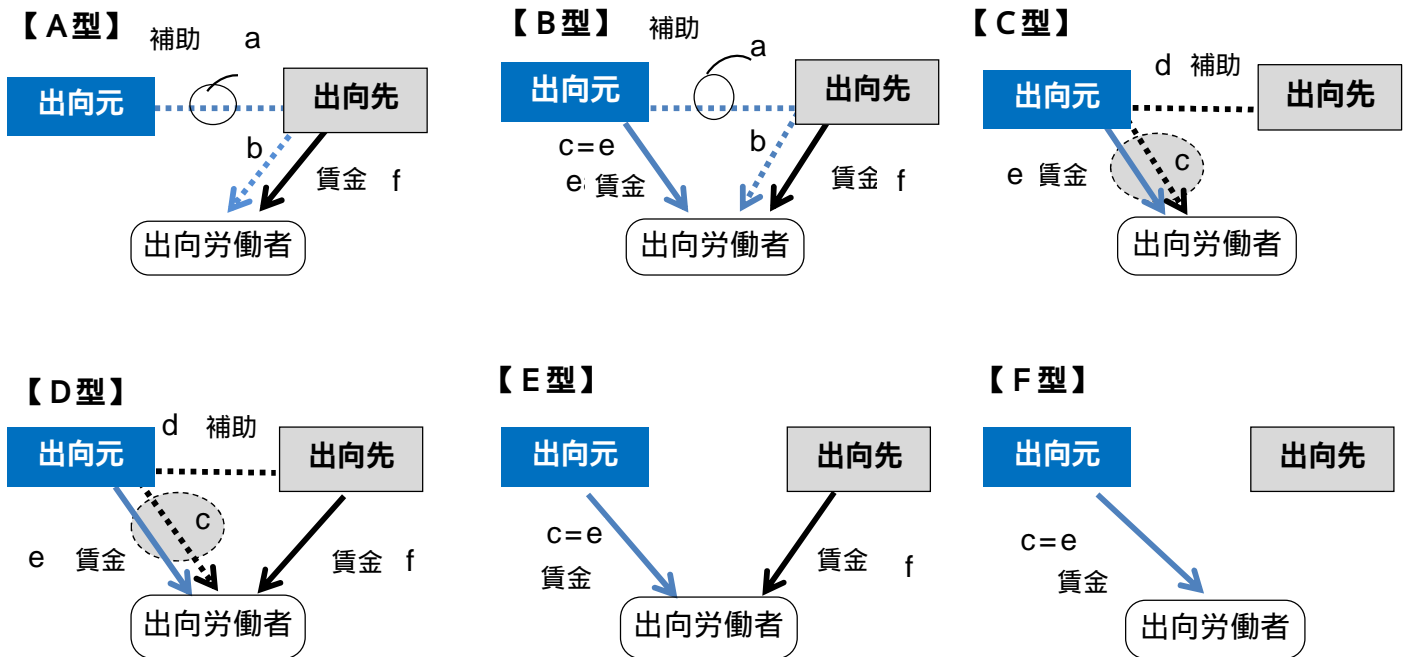 【A型】
補助 a
出向元
出向先
b
賃金 f
出向労働者
【B型】
補助
a
出向元
出向先
c=e
b
e 賃金
賃金 f
出向労働者
【C型】
d 補助
出向元
出向先
c
e 賃金
出向労働者
【D型】
d 補助
出向元
出向先
c
e 賃金
賃金 f
出向労働者
【E型】
出向元
出向先
c=e
賃金
賃金 f
出向労働者
【F型】
出向元
出向先
c=e
賃金
出向労働者